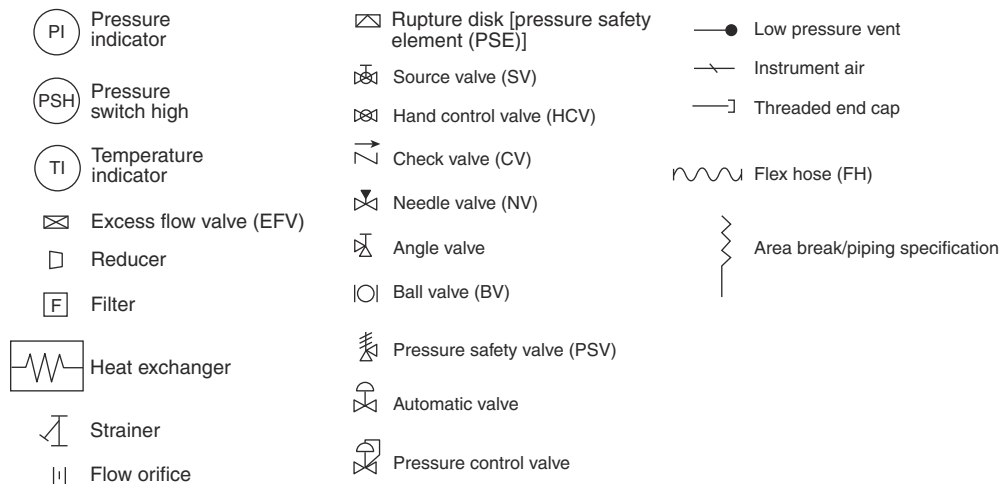 PI
Pressure
indicator
PSH
Pressure
switch high
TI
Temperature
indicator
Excess flow valve (EFV)
Reducer
F
Filter
Heat exchanger
Strainer
Flow orifice
Rupture disk [pressure safety
element (PSE)]
Source valve (SV)
Hand control valve (HCV)
Check valve (CV)
Needle valve (NV)
Angle valve
Ball valve (BV)
Pressure safety valve (PSV)
Automatic valve
Pressure control valve
Low pressure vent
Instrument air
Threaded end cap
Flex hose (FH)
Area break/piping specification